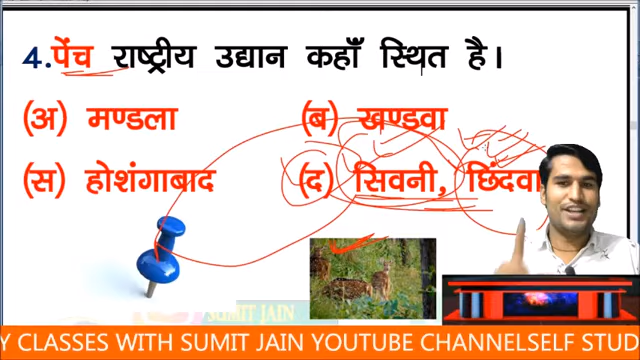 4. पेंच राष्ट्रीय उद्यान कहाँ स्थित है।
(अ) मण्डला (ब) खण्डवा
(स) होशंगाबाद (द) सिवनी, छिंदवा
SUMIT JAIN
Y CLASSES WITH SUMIT JAIN YOUTUBE CHANNELSELF STUD